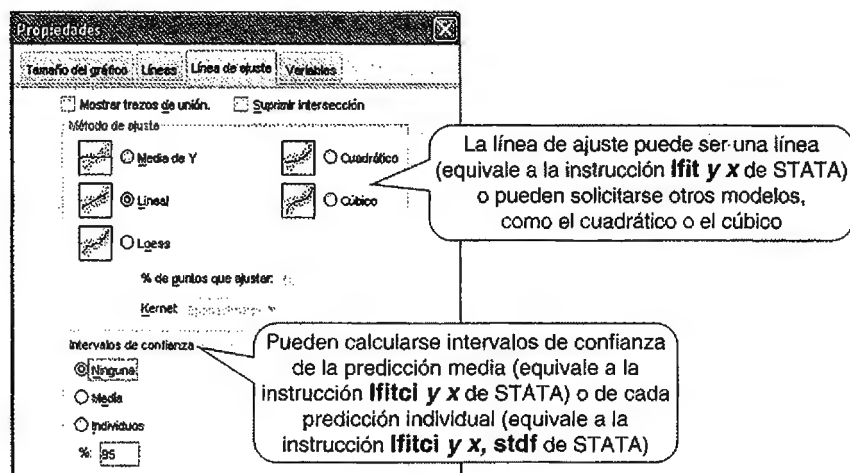 Propiedades
Tamaño del gráfico Líneas Línea de ajuste Variables
Mostrar trazos de unión. Suprimir intersección
Método de ajuste
Media de Y Cuadrático
Lineal Cúbico
Loess
% de puntos que ajustar:
Kernel:
Intervalos de confianza
Ninguna
Media
Individuos
%: 95
La línea de ajuste puede ser una línea
(equivale a la instrucción lfit y x de STATA)
o pueden solicitarse otros modelos,
como el cuadrático o el cúbico
Pueden calcularse intervalos de confianza
de la predicción media (equivale a la
instrucción lfitci y x de STATA) o de cada
predicción individual (equivale a la
instrucción lfitci y x, stdf de STATA)